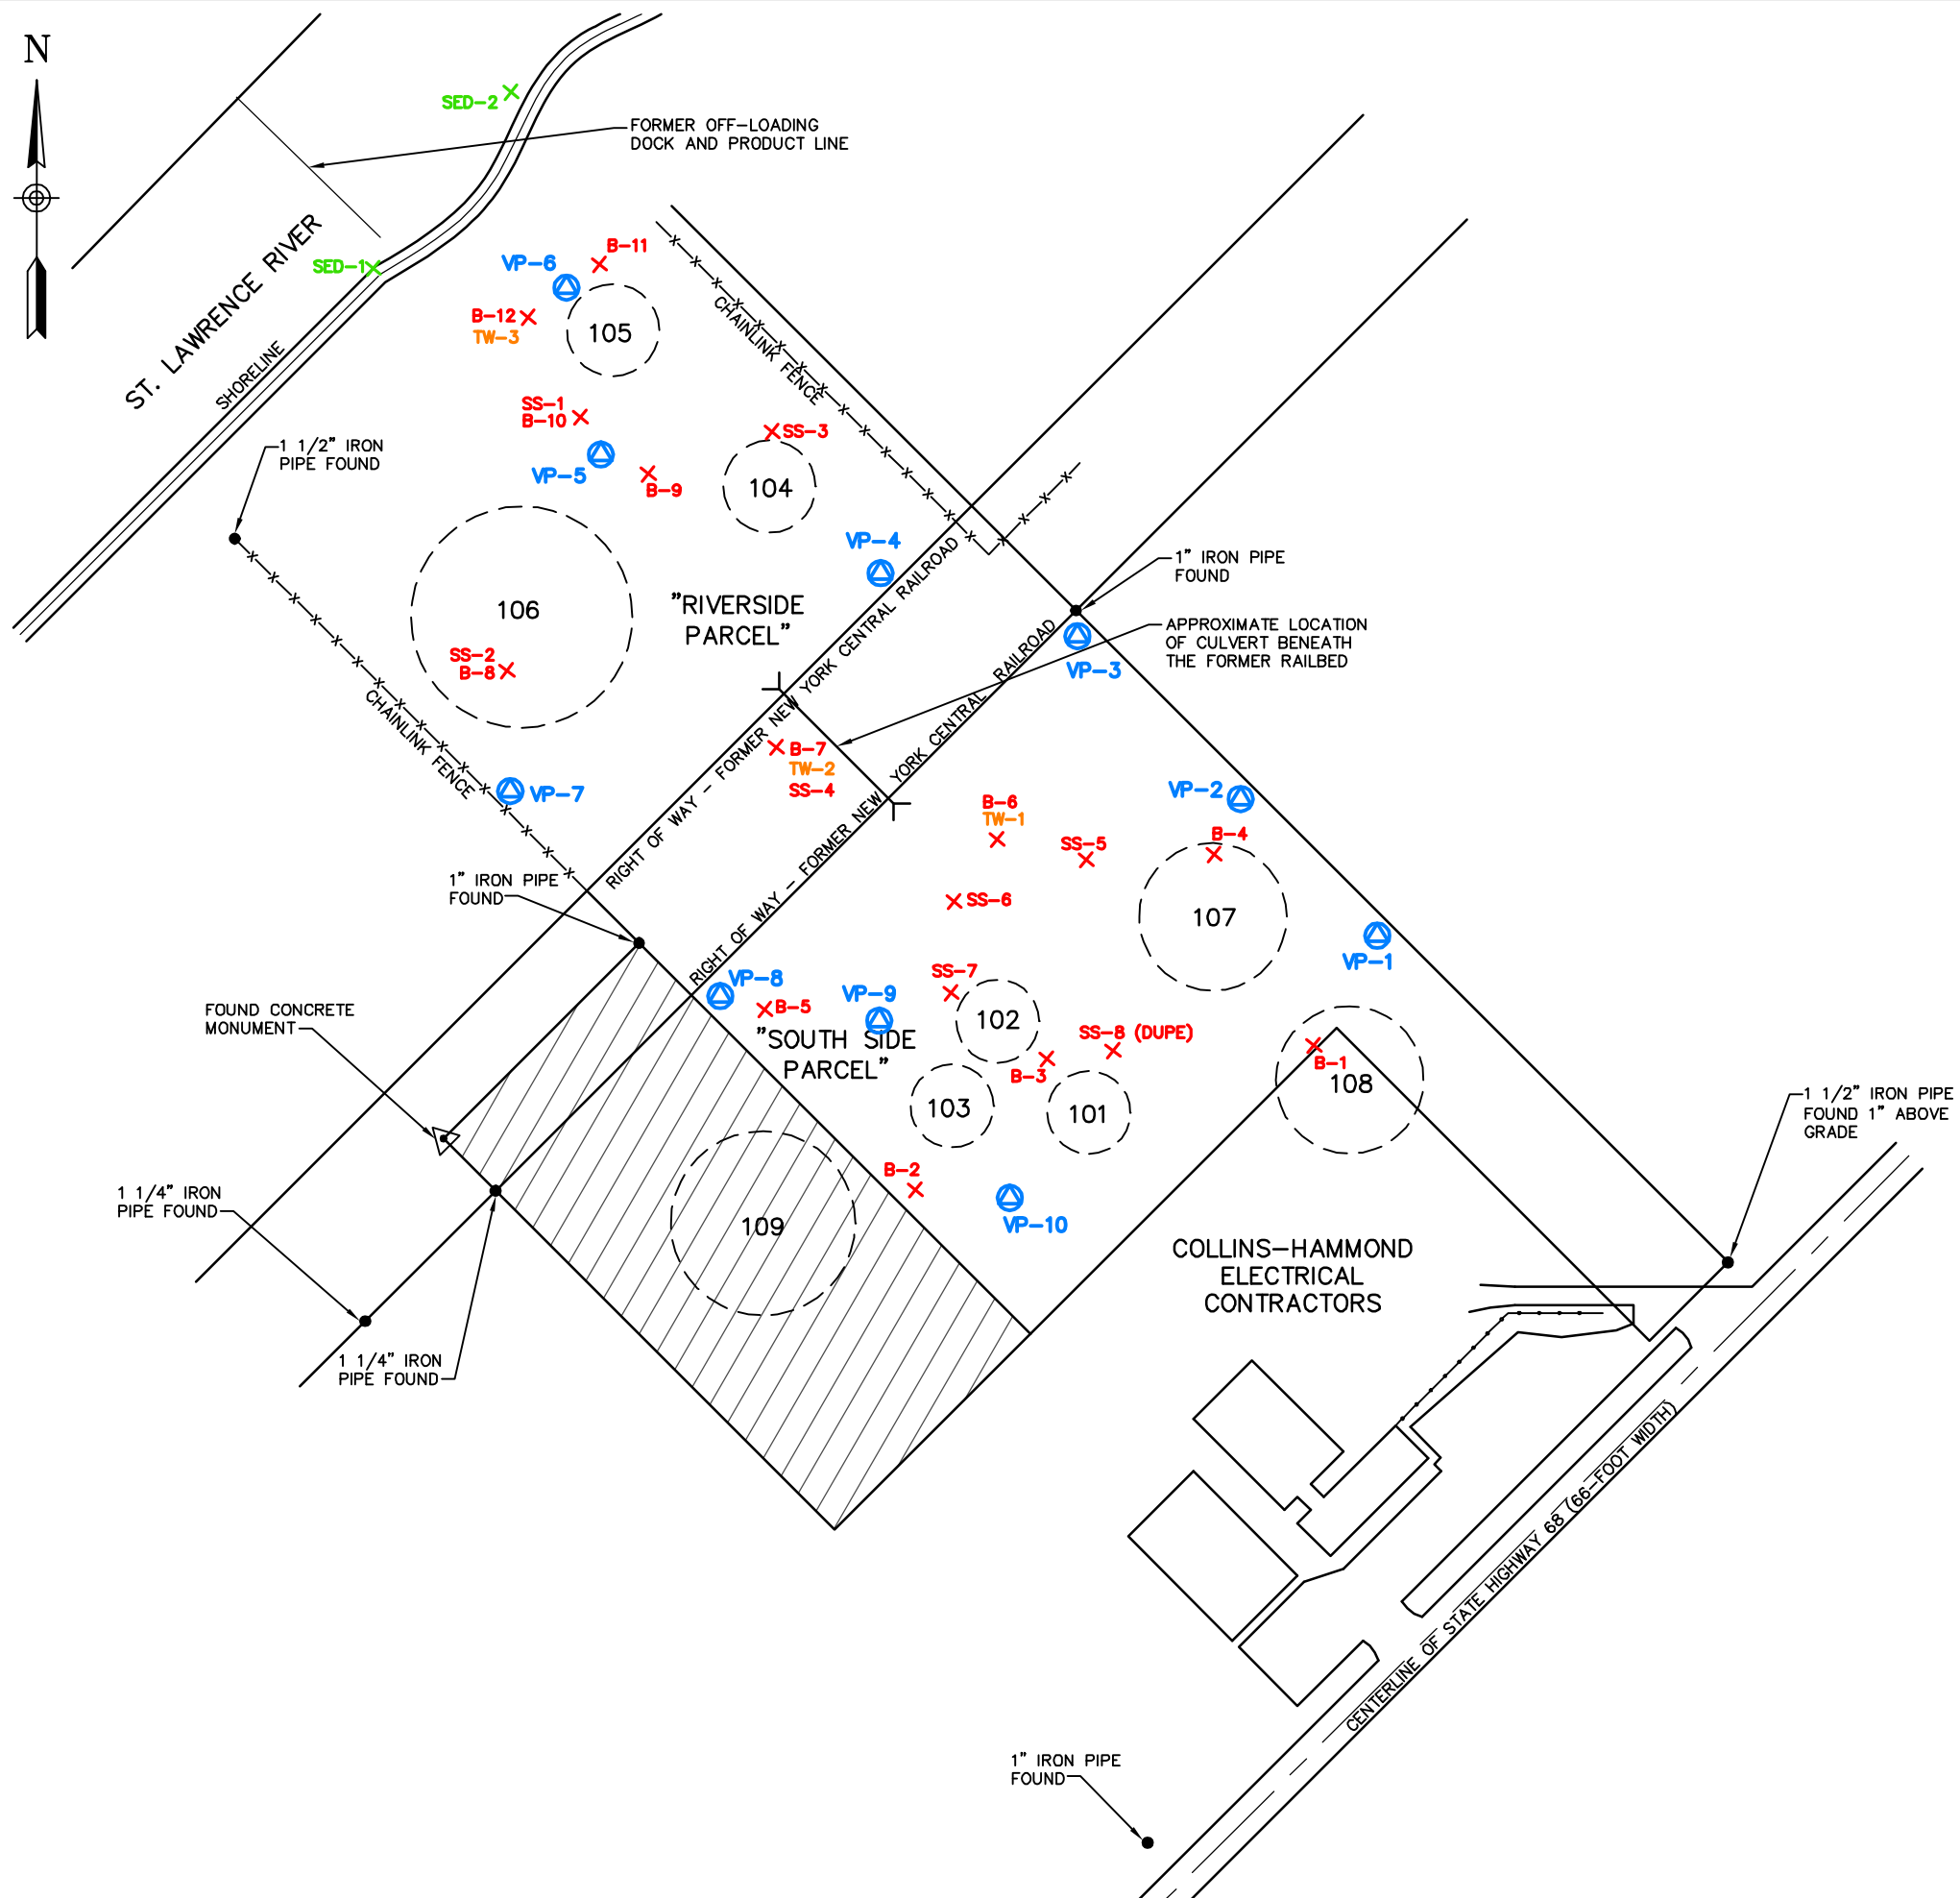 N
SED-2
FORMER OFF-LOADING
DOCK AND PRODUCT LINE
ST. LAWRENCE RIVER
SHORELINE
SED-1
B-11
VP-6
B-12
TW-3
105
CHAINLINK FENCE
SS-1
B-10
SS-3
VP-5
B-9
104
1 1/2" IRON
PIPE FOUND
VP-4
106
"RIVERSIDE
PARCEL"
1" IRON PIPE
FOUND
APPROXIMATE LOCATION
OF CULVERT BENEATH
THE FORMER RAILBED
VP-3
SS-2
B-8
CHAINLINK FENCE
RIGHT OF WAY - FORMER NEW YORK CENTRAL RAILROAD
RIGHT OF WAY - FORMER NEW YORK CENTRAL RAILROAD
B-7
TW-2
SS-4
VP-7
VP-2
B-6
TW-1
SS-5
B-4
1" IRON PIPE
FOUND
SS-6
107
VP-1
SS-7
VP-8
B-5
VP-9
FOUND CONCRETE
MONUMENT
"SOUTH SIDE
PARCEL"
102
SS-8 (DUPE)
B-3
B-1
108
103
101
1 1/2" IRON PIPE
FOUND 1" ABOVE
GRADE
B-2
1 1/4" IRON
PIPE FOUND
VP-10
109
COLLINS-HAMMOND
ELECTRICAL
CONTRACTORS
1 1/4" IRON
PIPE FOUND
CENTERLINE OF STATE HIGHWAY 68 (66-FOOT WIDTH)
1" IRON PIPE
FOUND